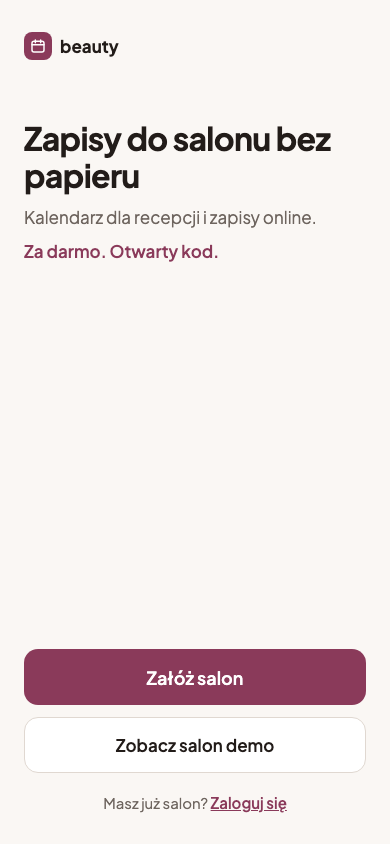 beauty
Zapisy do salonu bez
papieru
Kalendarz dla recepcji i zapisy online.
Za darmo. Otwarty kod.
Załóż salon
Zobacz salon demo
Masz już salon? Zaloguj się